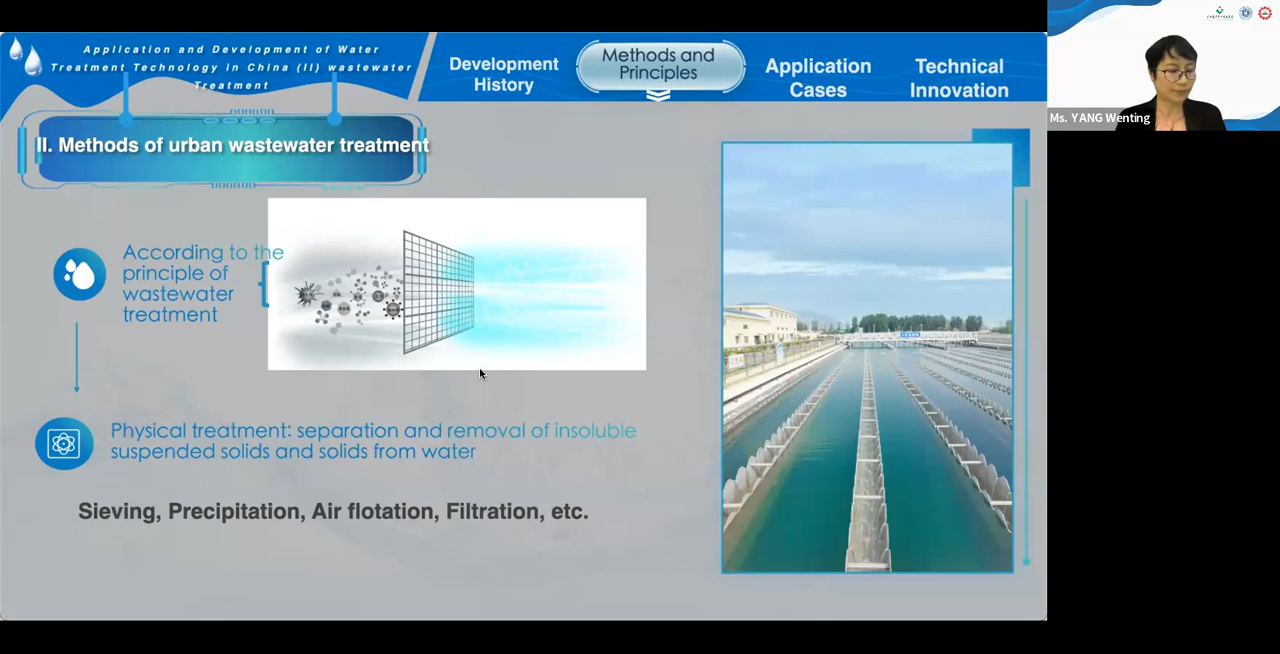 Application and Development of Water
Treatment Technology in China (II) wastewater
Treatment
Development
History
Methods and
Principles
Application
Cases
Technical
Innovation
Ms. YANG Wenting
II. Methods of urban wastewater treatment
According to the
principle of
wastewater
treatment
Physical treatment: separation and removal of insoluble
suspended solids and solids from water
Sieving, Precipitation, Air flotation, Filtration, etc.